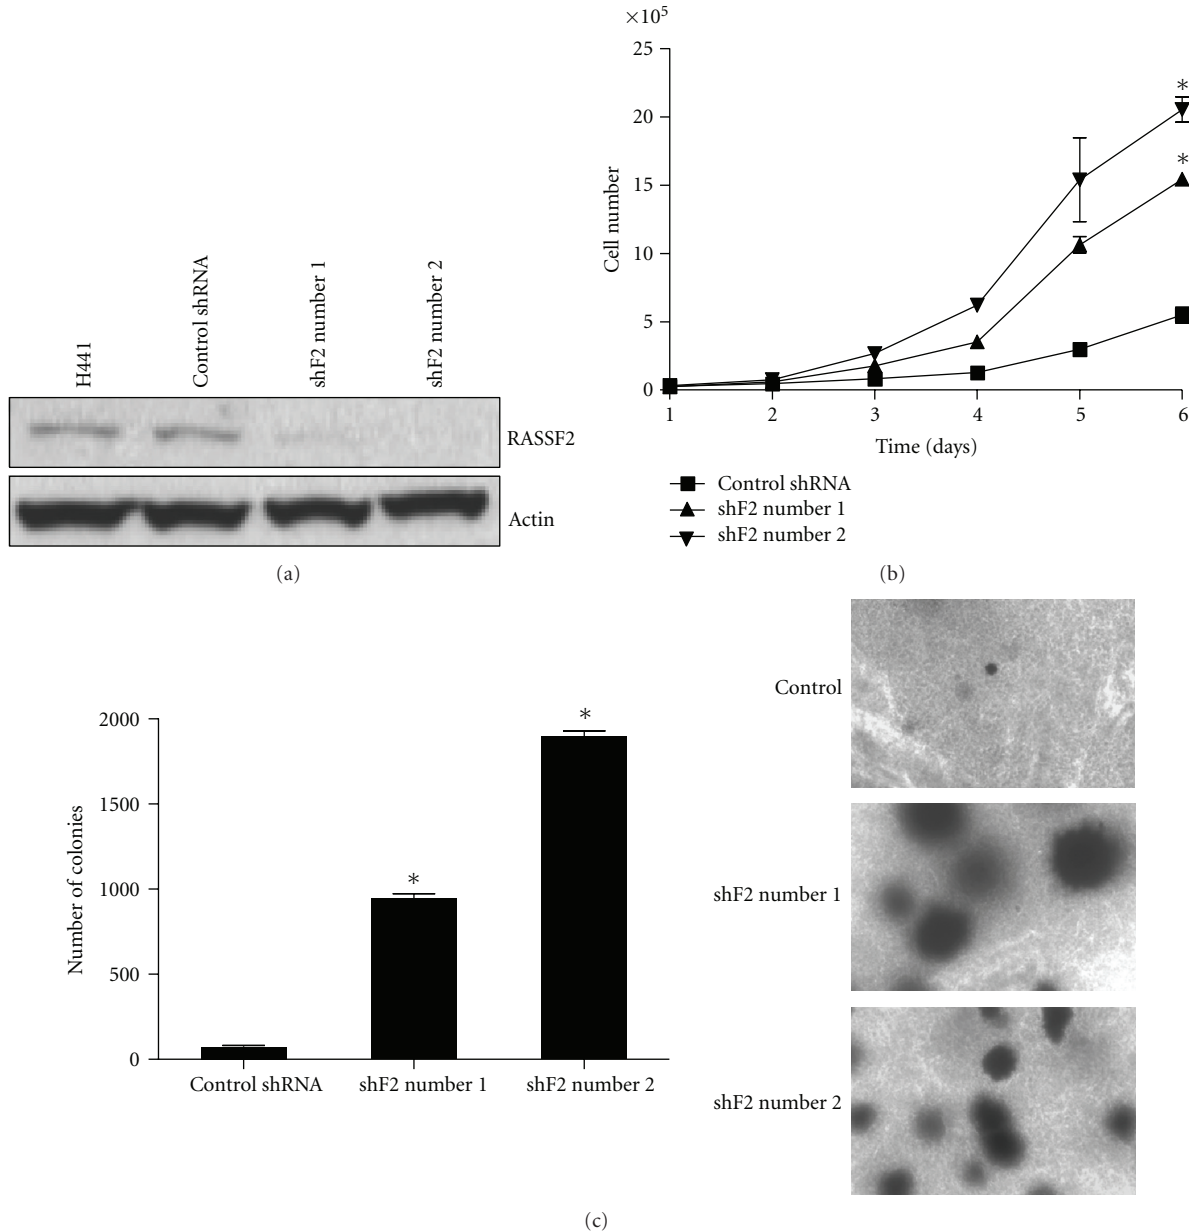 H441
Control shRNA
shF2 number 1
shF2 number 2
RASSF2
Actin
(a)
×10⁵
25
20
15
10
5
0
Cell number
*
*
1 2 3 4 5 6
Time (days)
Control shRNA
shF2 number 1
shF2 number 2
(b)
2000
1500
1000
500
0
Number of colonies
*
*
Control shRNA shF2 number 1 shF2 number 2
Control
shF2 number 1
shF2 number 2
(c)